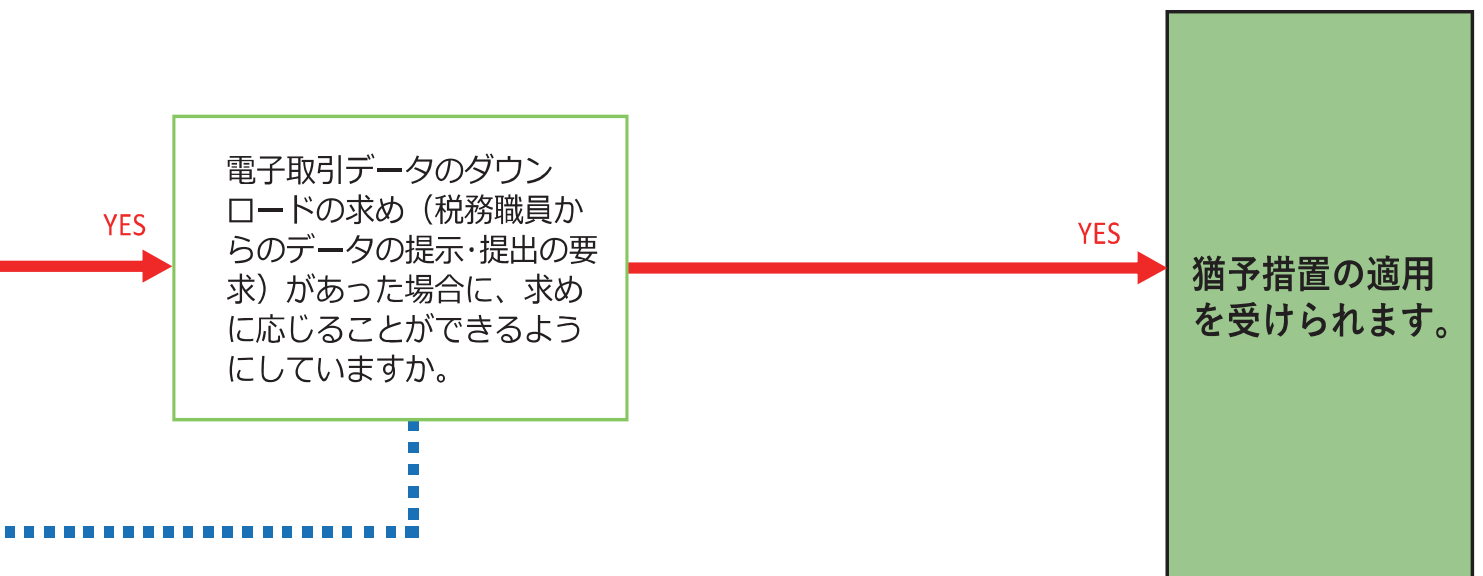 YES
電子取引データのダウン
ロードの求め（税務職員か
らのデータの提示･提出の要
求）があった場合に、求め
に応じることができるよう
にしていますか。
YES
猶予措置の適用
を受けられます。